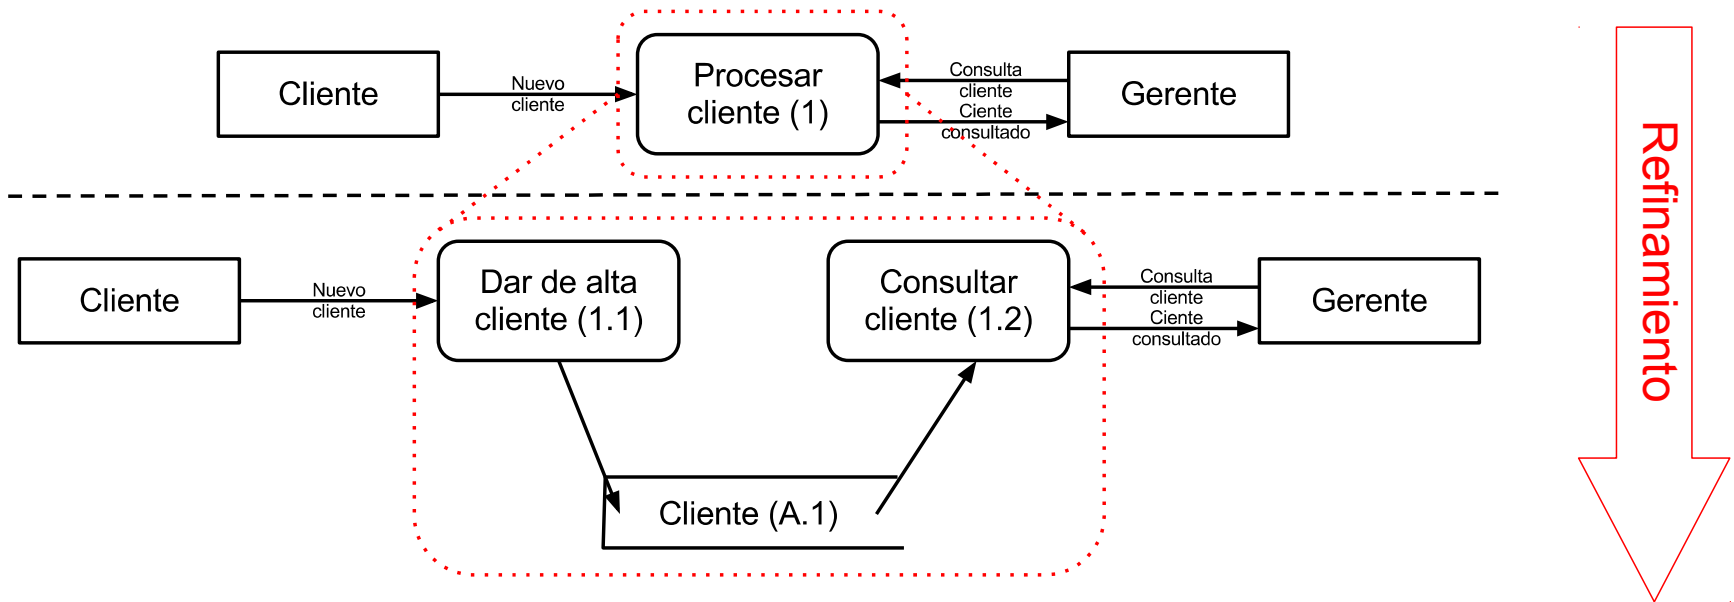 Cliente
Nuevo
cliente
Procesar
cliente (1)
Consulta
cliente
Ciente
consultado
Gerente
Cliente
Nuevo
cliente
Dar de alta
cliente (1.1)
Consultar
cliente (1.2)
Consulta
cliente
Ciente
consultado
Gerente
Cliente (A.1)
Refinamiento